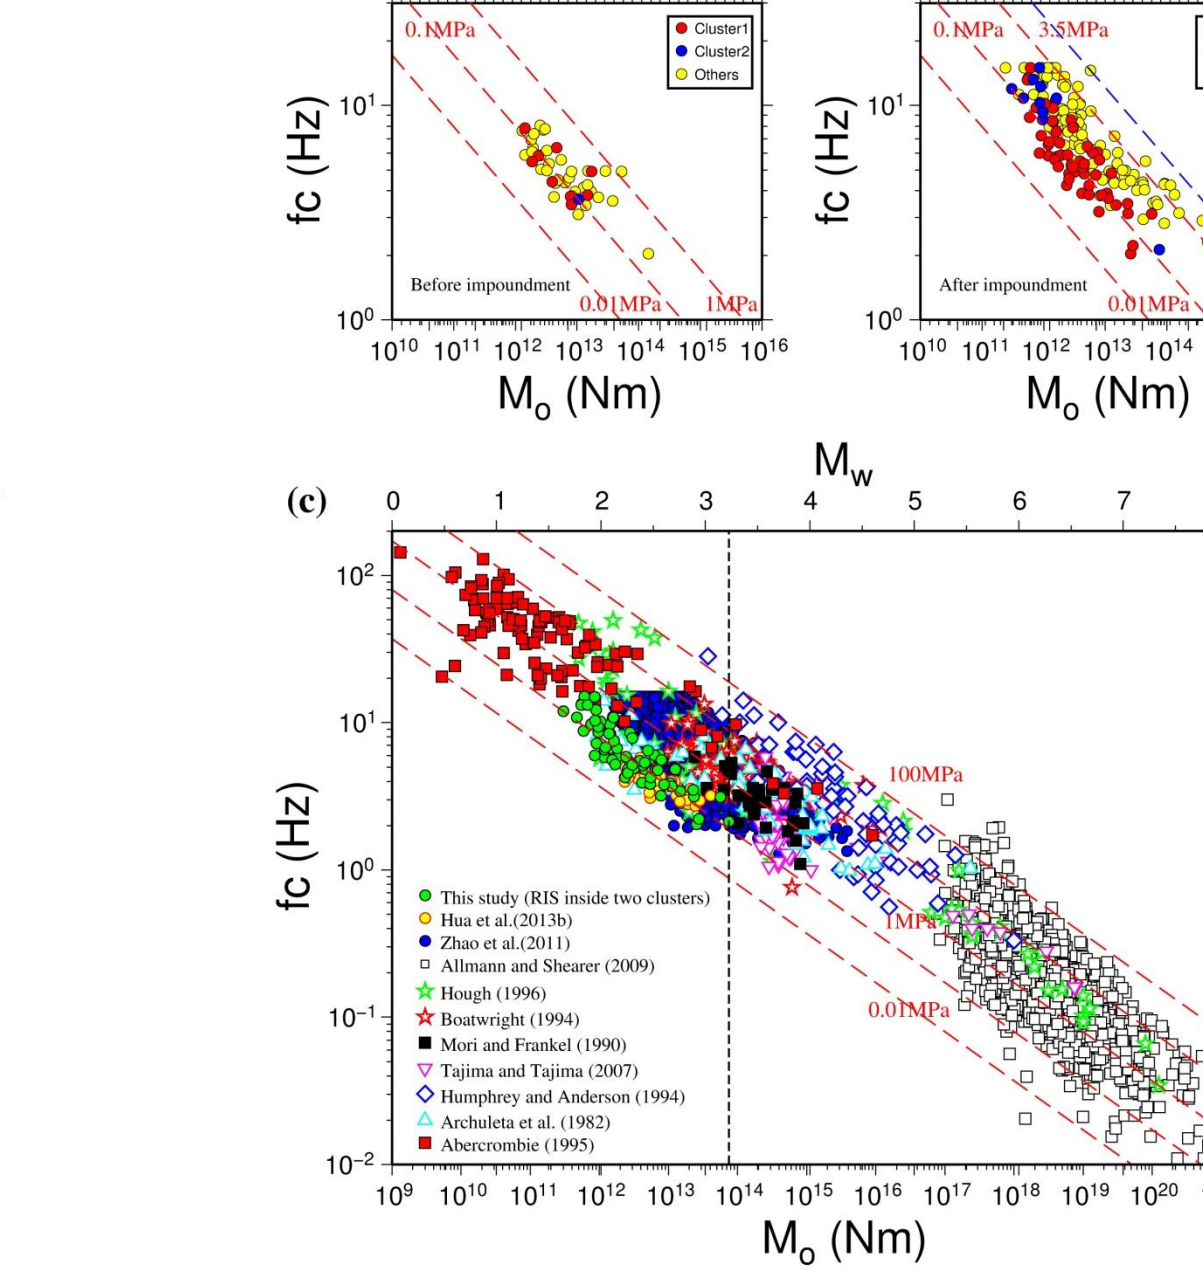 0.1MPa
Cluster1
Cluster2
Others
10¹
fc (Hz)
Before impoundment
0.01MPa
1MPa
10⁰
10¹⁰ 10¹¹ 10¹² 10¹³ 10¹⁴ 10¹⁵ 10¹⁶
Mₒ (Nm)
0.1MPa
3.5MPa
10¹
fc (Hz)
After impoundment
0.01MPa
10⁰
10¹⁰ 10¹¹ 10¹² 10¹³ 10¹⁴
Mₒ (Nm)
M_w
(c)
0 1 2 3 4 5 6 7
10²
10¹
100MPa
fc (Hz)
10⁰
This study (RIS inside two clusters)
Hua et al.(2013b)
1MPa
Zhao et al.(2011)
Allmann and Shearer (2009)
Hough (1996)
0.01MPa
10⁻¹
Boatwright (1994)
Mori and Frankel (1990)
Tajima and Tajima (2007)
Humphrey and Anderson (1994)
Archuleta et al. (1982)
Abercrombie (1995)
10⁻²
10⁹ 10¹⁰ 10¹¹ 10¹² 10¹³ 10¹⁴ 10¹⁵ 10¹⁶ 10¹⁷ 10¹⁸ 10¹⁹ 10²⁰
Mₒ (Nm)